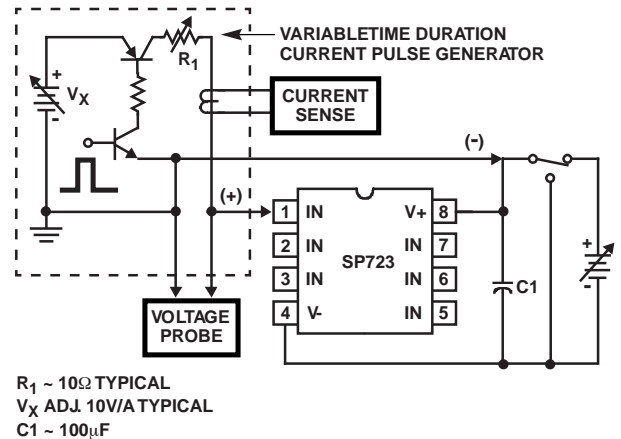 VARIABLETIME DURATION
CURRENT PULSE GENERATOR
+
VX
-
R1
CURRENT
SENSE
(-)
(+)
1 IN V+ 8
2 IN IN 7
3 IN IN 6
4 V- IN 5
SP723
+
-
C1
VOLTAGE
PROBE
R1 ~ 10Ω TYPICAL
VX ADJ. 10V/A TYPICAL
C1 ~ 100μF